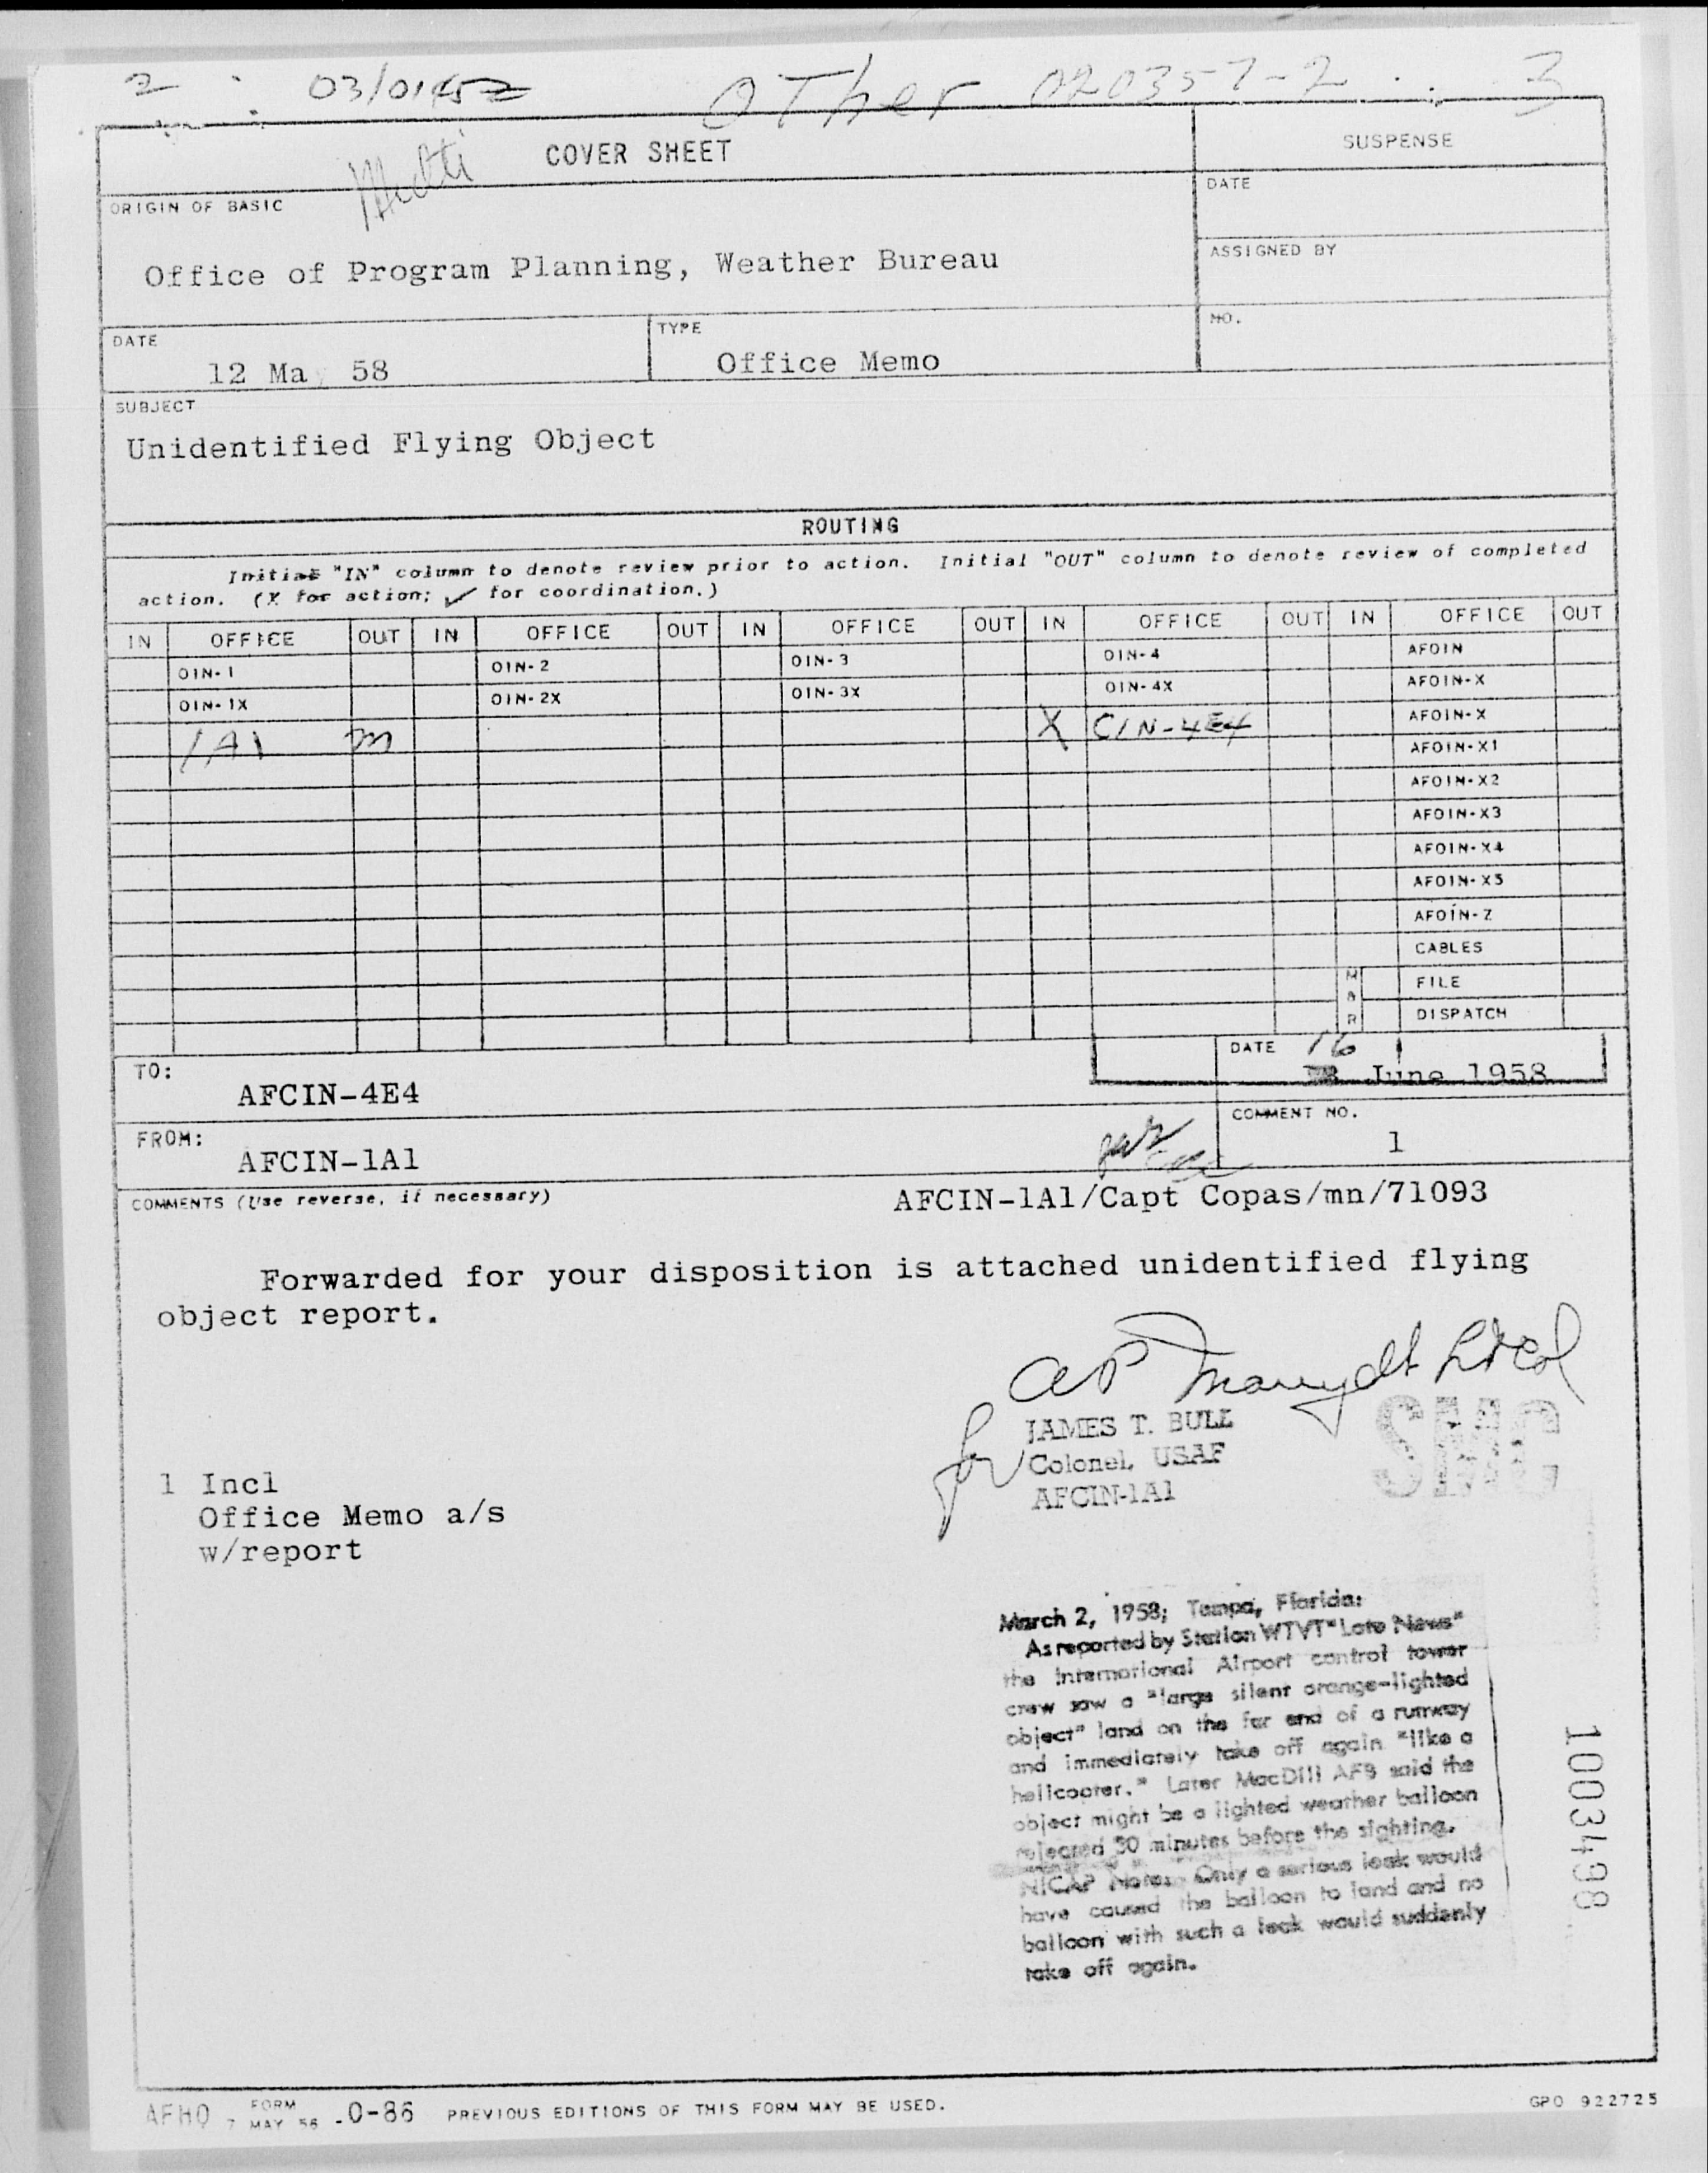 2 03/0145Z OTher 020357-2 3
COVER SHEET
Multi
SUSPENSE
ORIGIN OF BASIC
DATE
Office of Program Planning, Weather Bureau
ASSIGNED BY
DATE
TYPE
NO.
12 Ma 58
Office Memo
SUBJECT
Unidentified Flying Object
ROUTING
Initial "IN" column to denote review prior to action. Initial "OUT" column to denote review of completed
action. (X for action; ✓ for coordination.)
IN OFFICE OUT IN OFFICE OUT IN OFFICE OUT IN OFFICE OUT IN OFFICE OUT
OIN-1 OIN-2 OIN-3 OIN-4 AFOIN
OIN-1X OIN-2X OIN-3X OIN-4X AFOIN-X
1A1 m X CIN-4E4 AFOIN-X
AFOIN-X1
AFOIN-X2
AFOIN-X3
AFOIN-X4
AFOIN-X5
AFOIN-Z
CABLES
M&R FILE
DISPATCH
TO:
AFCIN-4E4
DATE 16
June 1958
FROM:
AFCIN-1A1
COMMENT NO.
1
COMMENTS (Use reverse, if necessary)
AFCIN-1A1/Capt Copas/mn/71093
Forwarded for your disposition is attached unidentified flying
object report.
for
JAMES T. BULL
Colonel, USAF
AFCIN-1A1
SMC
1 Incl
Office Memo a/s
w/report
March 2, 1958; Tampa, Florida:
As reported by Station WTVT "Late News"
the International Airport control tower
crew saw a "large silent orange-lighted
object" land on the far end of a runway
and immediately take off again "like a
helicopter." Later MacDill AFB said the
object might be a lighted weather balloon
released 30 minutes before the sighting.
NICAP Note: Only a serious leak would
have caused the balloon to land and no
balloon with such a leak would suddenly
take off again.
1003498
AFHQ FORM 7 MAY 56 .0-86 PREVIOUS EDITIONS OF THIS FORM MAY BE USED.
GPO 922725